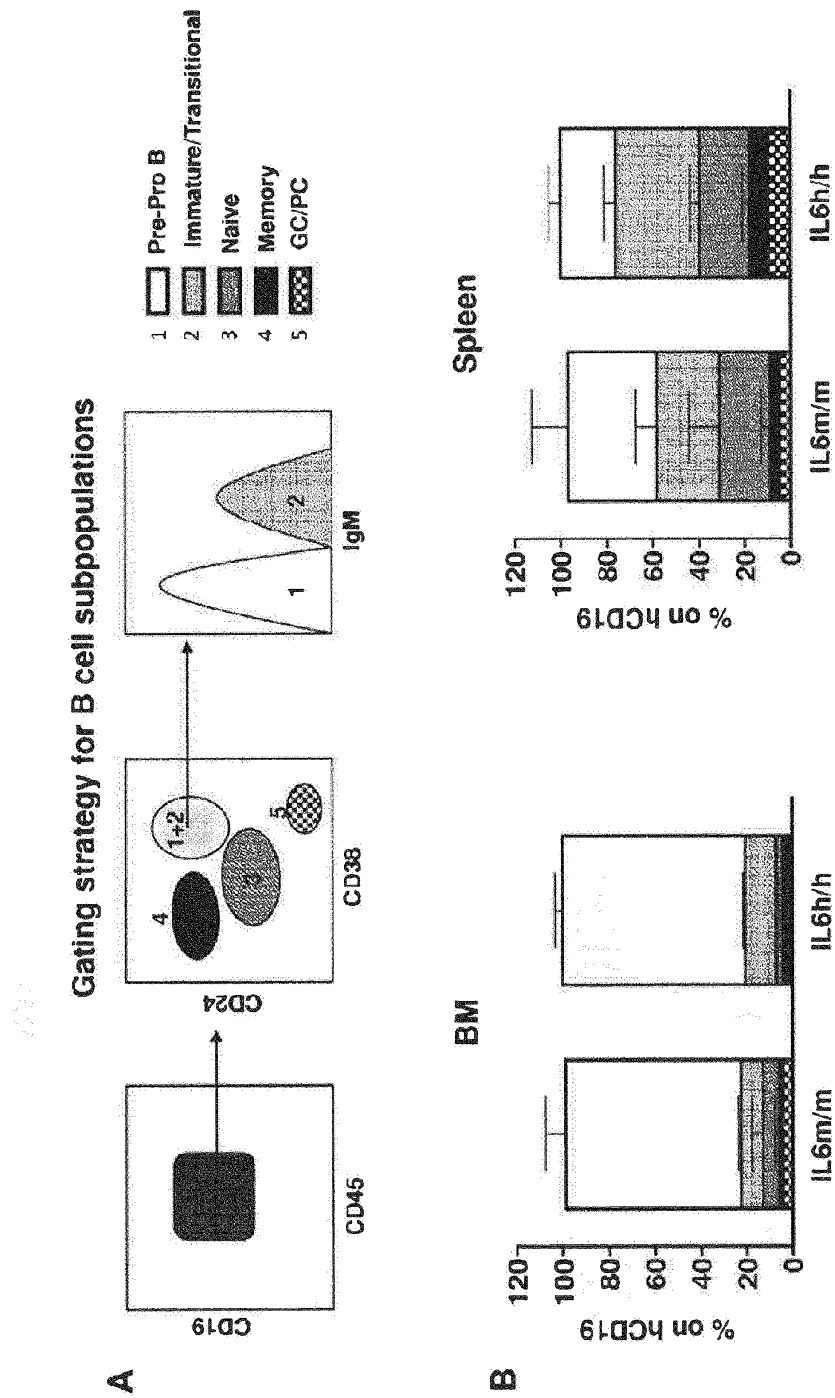 A
Gating strategy for B cell subpopulations
CD19
CD45
CD24
CD38
4
1+2
3
5
1
2
IgM
1 Pre-Pro B
2 Immature/Transitional
3 Naive
4 Memory
5 GC/PC
B
BM
% on hCD19
120
100
80
60
40
20
0
IL6m/m
IL6h/h
Spleen
% on hCD19
120
100
80
60
40
20
0
IL6m/m
IL6h/h